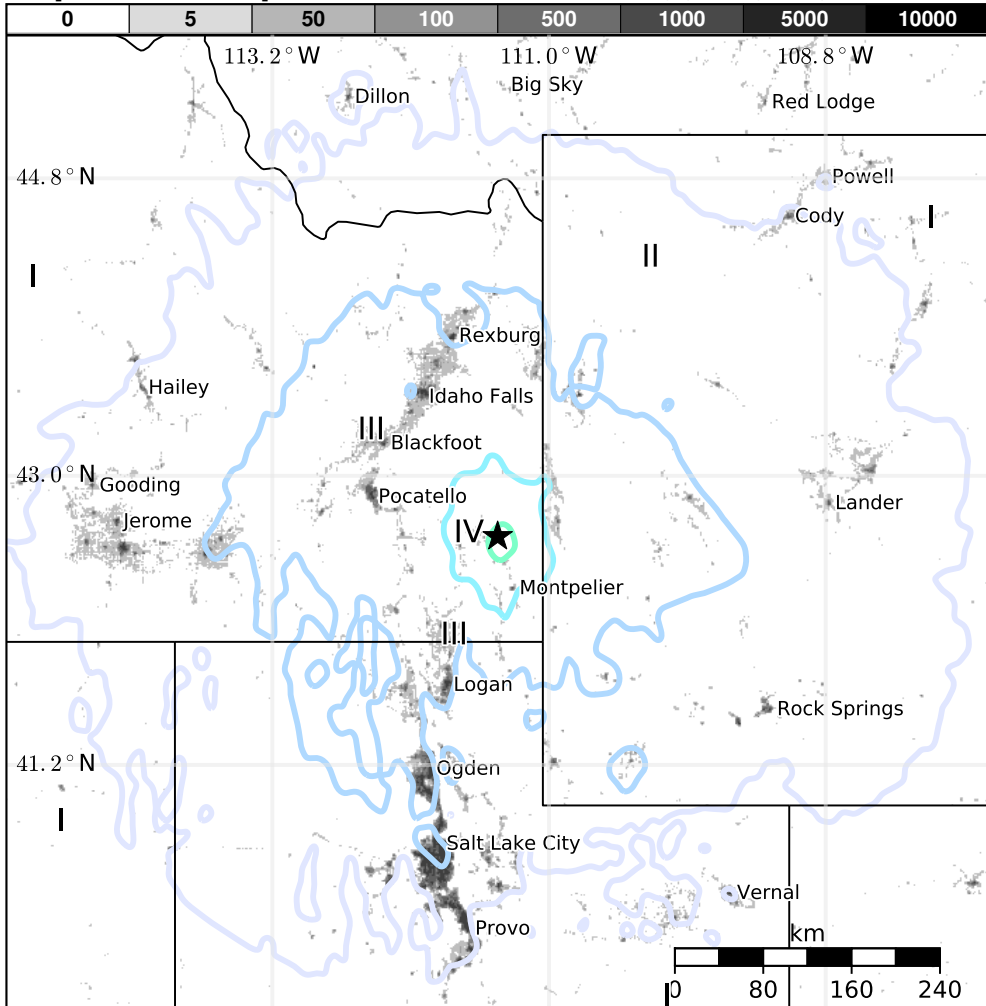 0 5 50 100 500 1000 5000 10000
113.2°W 111.0°W 108.8°W
Big Sky
Dillon
Red Lodge
44.8°N
Powell
Cody
I
II
I
Rexburg
Hailey
Idaho Falls
III
Blackfoot
43.0°N
Gooding
Pocatello
Lander
Jerome
IV
Montpelier
III
Logan
Rock Springs
41.2°N
Ogden
I
Salt Lake City
Vernal
Provo
km
0 80 160 240
I